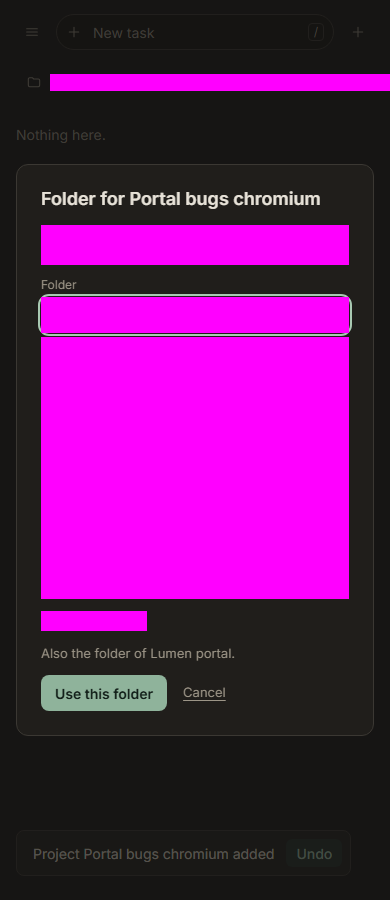 New task
/
Nothing here.
Folder for Portal bugs chromium
Folder
Also the folder of Lumen portal.
Use this folder
Cancel
Project Portal bugs chromium added
Undo